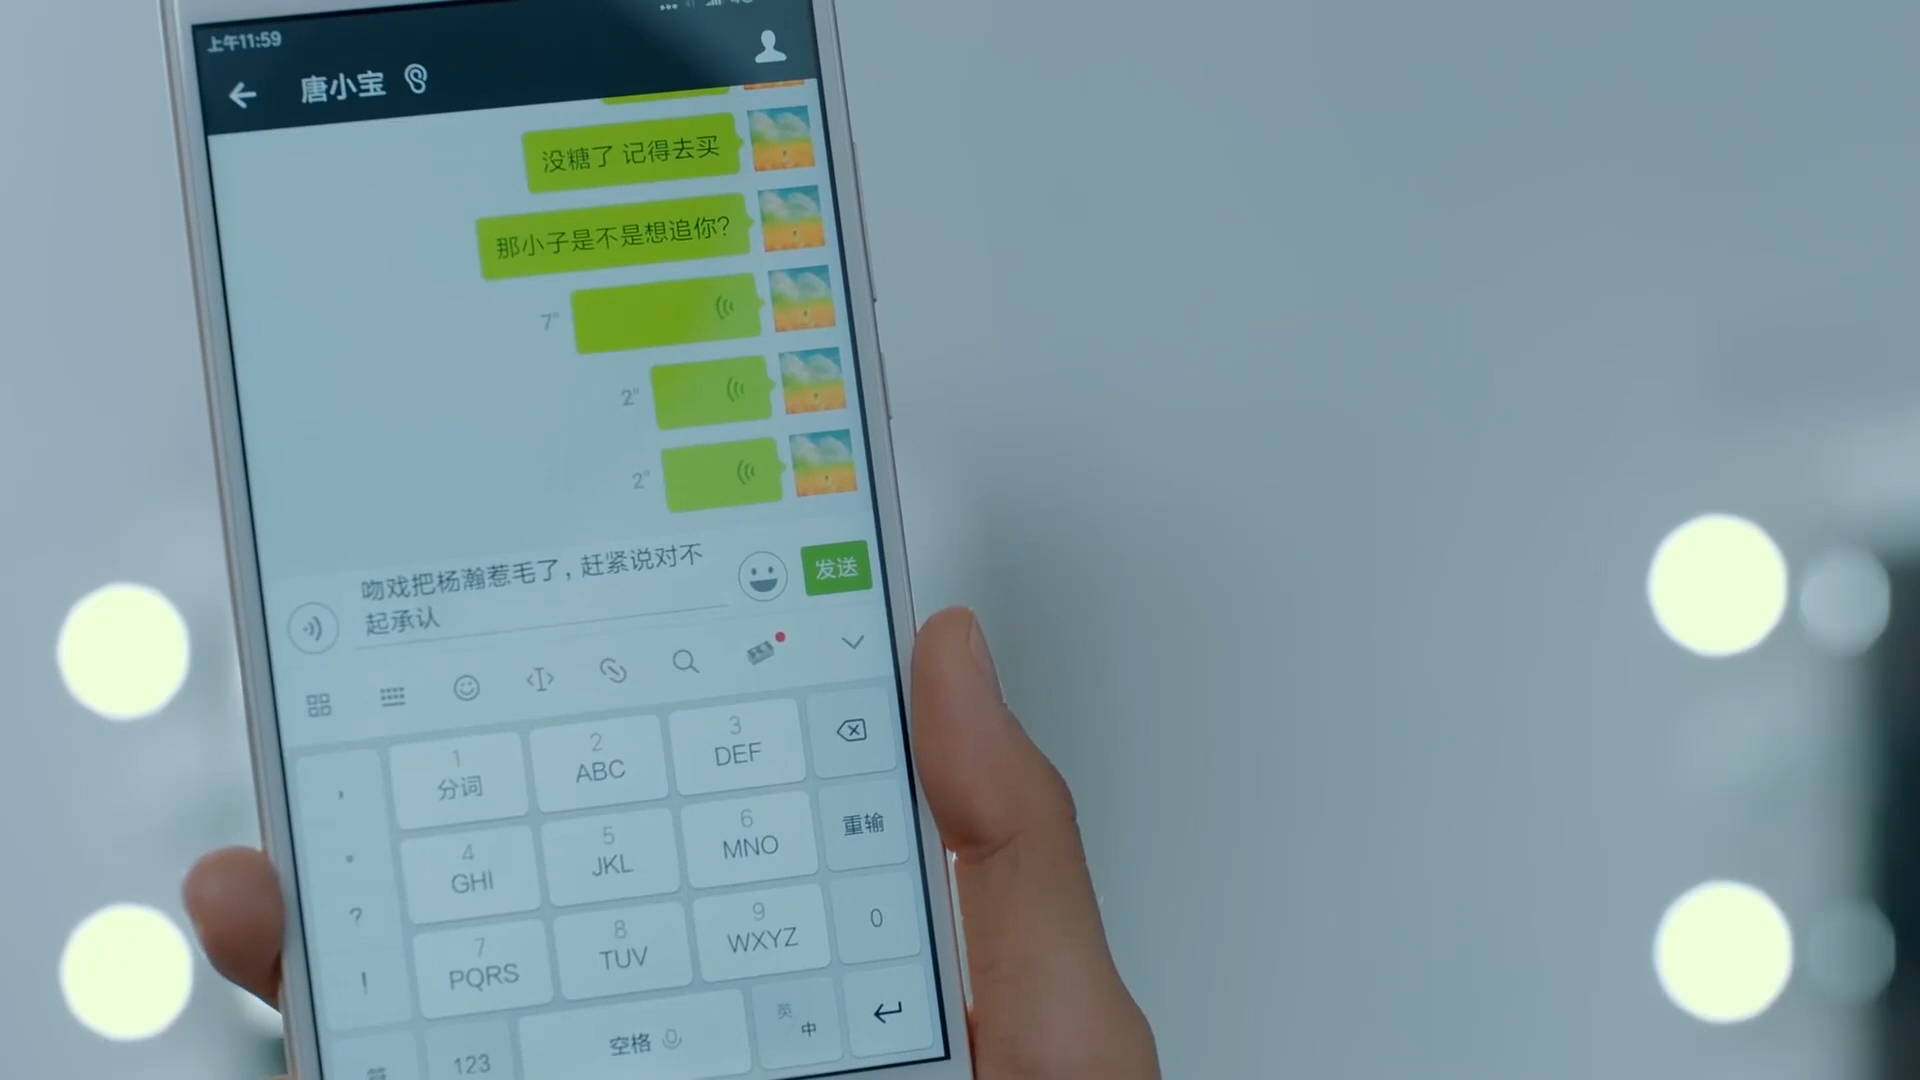 上午11:59
唐小宝
没糖了 记得去买
那小子是不是想追你?
7"
2"
2"
吻戏把杨瀚惹毛了，赶紧说对不
起承认
发送
,
1
分词
2
ABC
3
DEF
。
4
GHI
5
JKL
6
MNO
重输
?
7
PQRS
8
TUV
9
WXYZ
0
!
123
空格
英
中